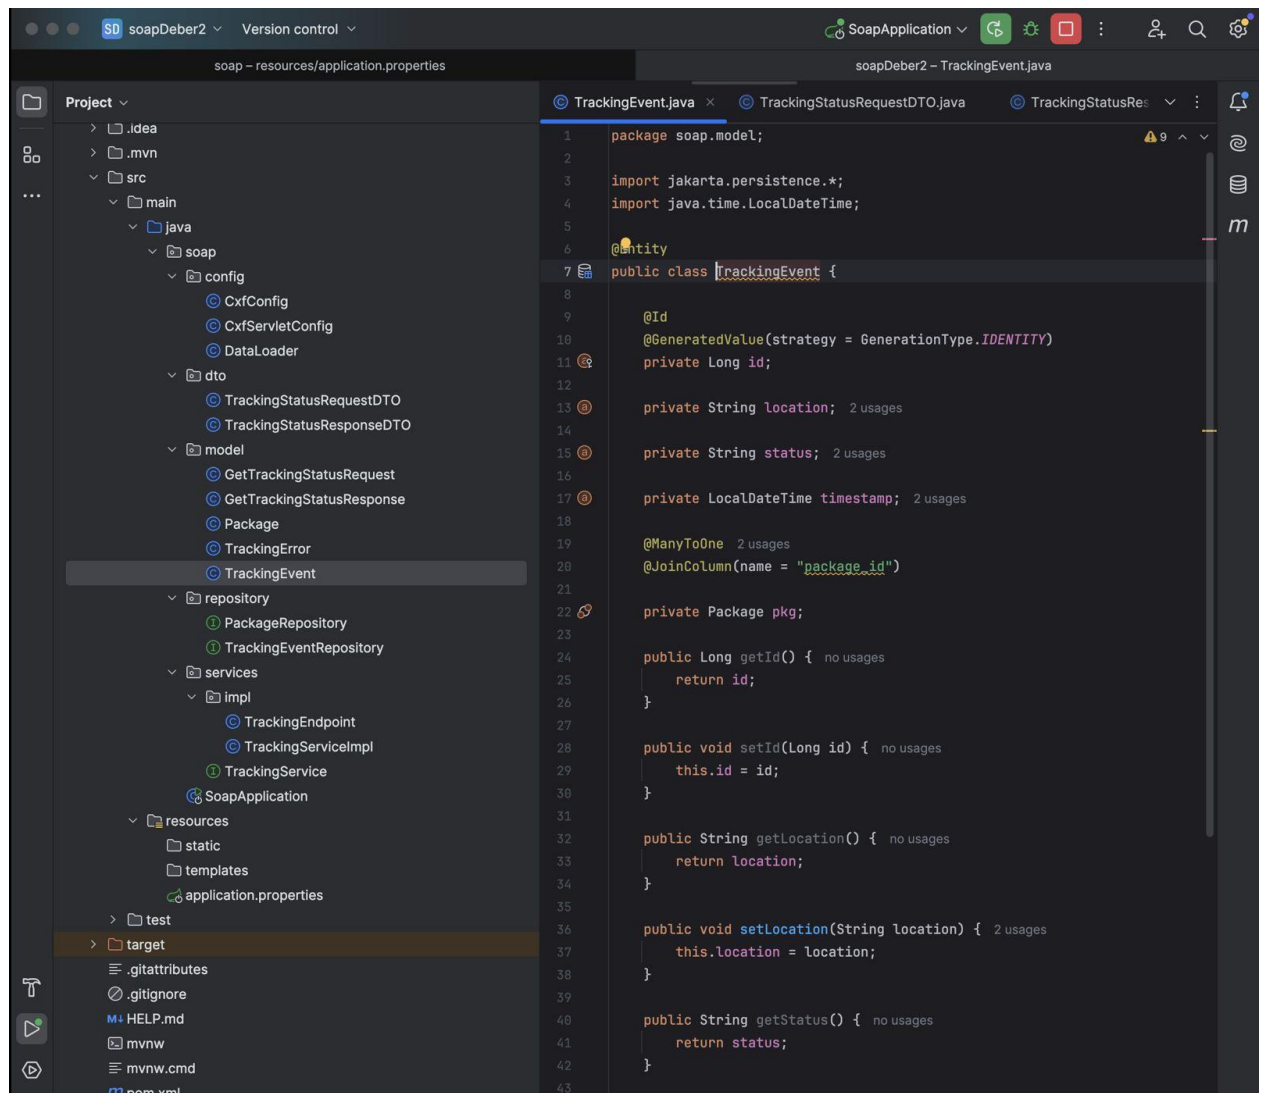 SD soapDeber2 Version control SoapApplication
soap – resources/application.properties soapDeber2 – TrackingEvent.java
Project
.idea
.mvn
src
main
java
soap
config
CxfConfig
CxfServletConfig
DataLoader
dto
TrackingStatusRequestDTO
TrackingStatusResponseDTO
model
GetTrackingStatusRequest
GetTrackingStatusResponse
Package
TrackingError
TrackingEvent
repository
PackageRepository
TrackingEventRepository
services
impl
TrackingEndpoint
TrackingServiceImpl
TrackingService
SoapApplication
resources
static
templates
application.properties
test
target
.gitattributes
.gitignore
M↓ HELP.md
mvnw
mvnw.cmd
m pom.xml
TrackingEvent.java × TrackingStatusRequestDTO.java TrackingStatusRes
1 package soap.model; 9
2
3 import jakarta.persistence.*;
4 import java.time.LocalDateTime;
5
6 @Entity
7 public class TrackingEvent {
8
9 @Id
10 @GeneratedValue(strategy = GenerationType.IDENTITY)
11 private Long id;
12
13 private String location; 2 usages
14
15 private String status; 2 usages
16
17 private LocalDateTime timestamp; 2 usages
18
19 @ManyToOne 2 usages
20 @JoinColumn(name = "package_id")
21
22 private Package pkg;
23
24 public Long getId() { no usages
25 return id;
26 }
27
28 public void setId(Long id) { no usages
29 this.id = id;
30 }
31
32 public String getLocation() { no usages
33 return location;
34 }
35
36 public void setLocation(String location) { 2 usages
37 this.location = location;
38 }
39
40 public String getStatus() { no usages
41 return status;
42 }
43
m